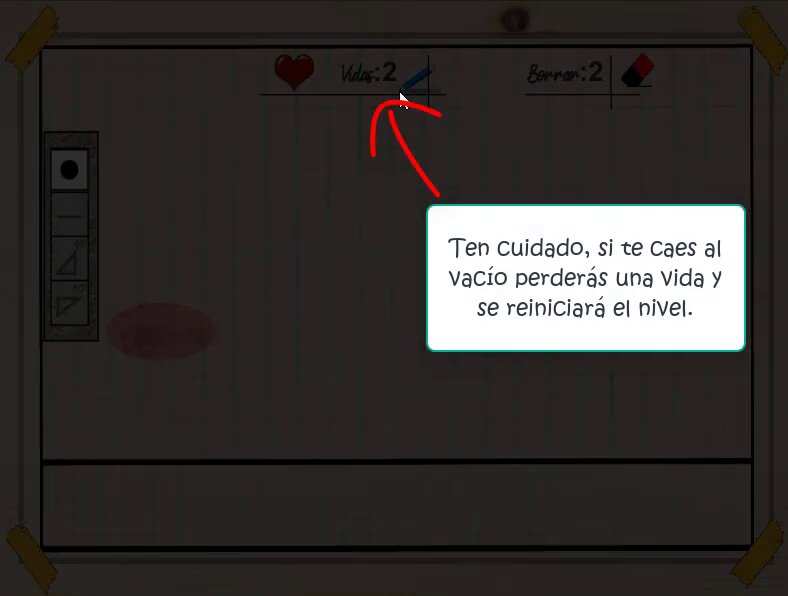 Vidas:2
Borrar:2
Ten cuidado, si te caes al
vacío perderás una vida y
se reiniciará el nivel.